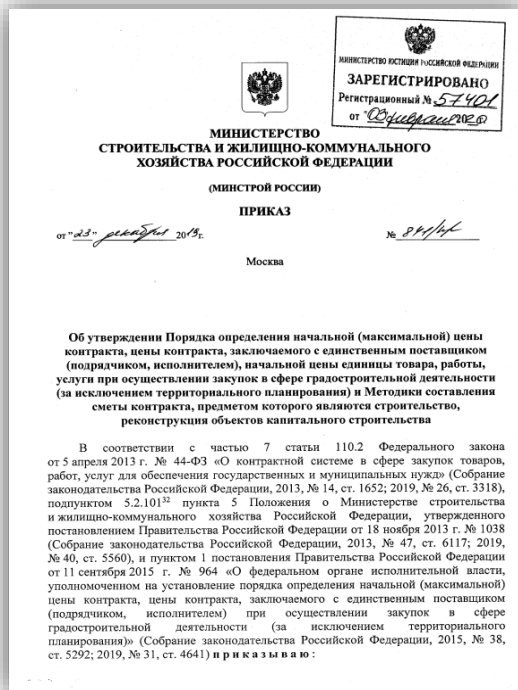 МИНИСТЕРСТВО ЮСТИЦИИ РОССИЙСКОЙ ФЕДЕРАЦИИ
ЗАРЕГИСТРИРОВАНО
Регистрационный № 57401
от "03 февраля 2020
МИНИСТЕРСТВО
СТРОИТЕЛЬСТВА И ЖИЛИЩНО-КОММУНАЛЬНОГО
ХОЗЯЙСТВА РОССИЙСКОЙ ФЕДЕРАЦИИ
(МИНСТРОЙ РОССИИ)
ПРИКАЗ
от "23" декабря 2019г.
№ 841/пр
Москва
Об утверждении Порядка определения начальной (максимальной) цены
контракта, цены контракта, заключаемого с единственным поставщиком
(подрядчиком, исполнителем), начальной цены единицы товара, работы,
услуги при осуществлении закупок в сфере градостроительной деятельности
(за исключением территориального планирования) и Методики составления
сметы контракта, предметом которого являются строительство,
реконструкция объектов капитального строительства
В соответствии с частью 7 статьи 110.2 Федерального закона
от 5 апреля 2013 г. № 44-ФЗ «О контрактной системе в сфере закупок товаров,
работ, услуг для обеспечения государственных и муниципальных нужд» (Собрание
законодательства Российской Федерации, 2013, № 14, ст. 1652; 2019, № 26, ст. 3318),
подпунктом 5.2.101³² пункта 5 Положения о Министерстве строительства
и жилищно-коммунального хозяйства Российской Федерации, утвержденного
постановлением Правительства Российской Федерации от 18 ноября 2013 г. № 1038
(Собрание законодательства Российской Федерации, 2013, № 47, ст. 6117; 2019,
№ 40, ст. 5560), и пунктом 1 постановления Правительства Российской Федерации
от 11 сентября 2015 г. № 964 «О федеральном органе исполнительной власти,
уполномоченном на установление порядка определения начальной (максимальной)
цены контракта, цены контракта, заключаемого с единственным поставщиком
(подрядчиком, исполнителем) при осуществлении закупок в сфере
градостроительной деятельности (за исключением территориального
планирования)» (Собрание законодательства Российской Федерации, 2015, № 38,
ст. 5292; 2019, № 31, ст. 4641) приказываю: